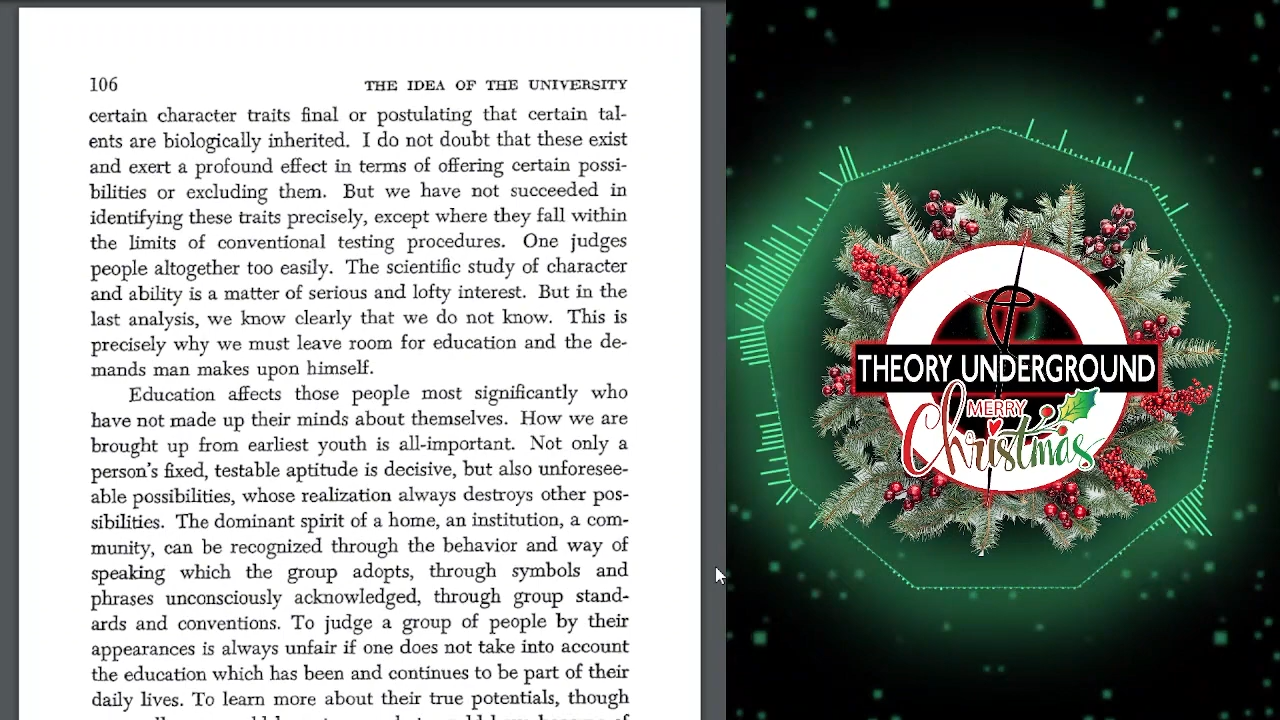 106 THE IDEA OF THE UNIVERSITY
certain character traits final or postulating that certain tal-
ents are biologically inherited. I do not doubt that these exist
and exert a profound effect in terms of offering certain possi-
bilities or excluding them. But we have not succeeded in
identifying these traits precisely, except where they fall within
the limits of conventional testing procedures. One judges
people altogether too easily. The scientific study of character
and ability is a matter of serious and lofty interest. But in the
last analysis, we know clearly that we do not know. This is
precisely why we must leave room for education and the de-
mands man makes upon himself.
Education affects those people most significantly who
have not made up their minds about themselves. How we are
brought up from earliest youth is all-important. Not only a
person's fixed, testable aptitude is decisive, but also unforesee-
able possibilities, whose realization always destroys other pos-
sibilities. The dominant spirit of a home, an institution, a com-
munity, can be recognized through the behavior and way of
speaking which the group adopts, through symbols and
phrases unconsciously acknowledged, through group stand-
ards and conventions. To judge a group of people by their
appearances is always unfair if one does not take into account
the education which has been and continues to be part of their
daily lives. To learn more about their true potentials, though
THEORY UNDERGROUND
MERRY
Christmas